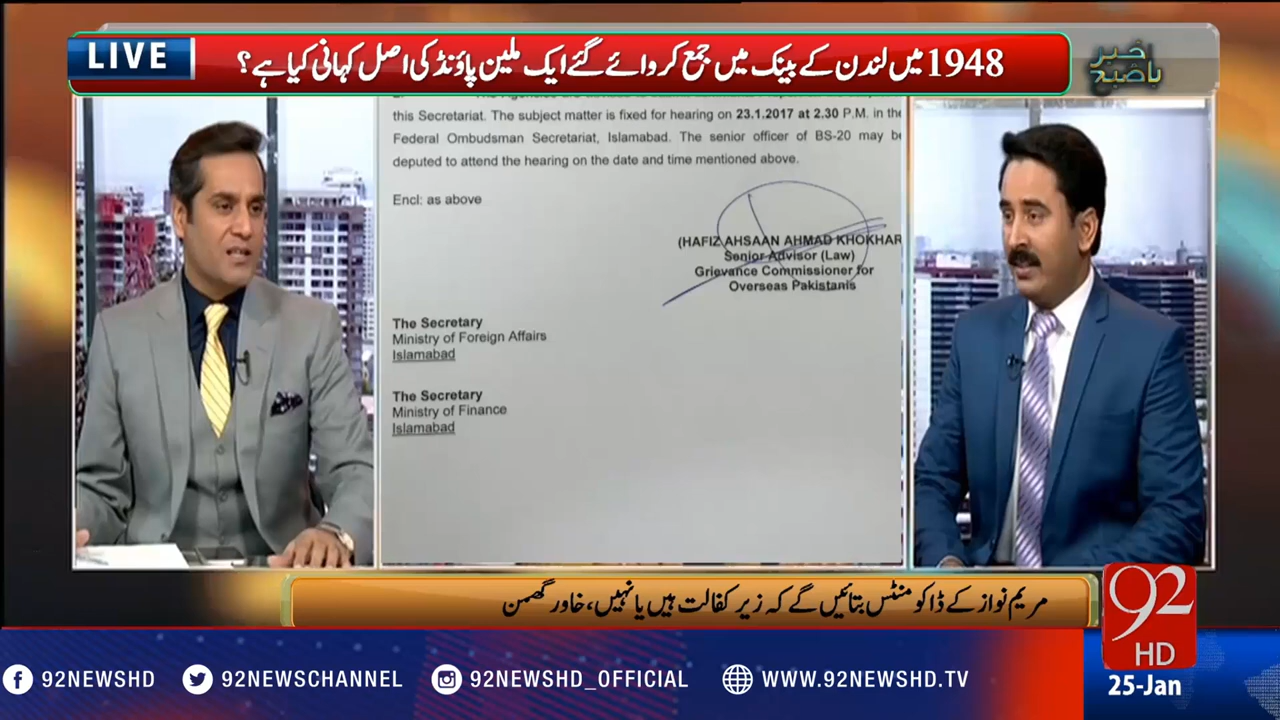 LIVE
1948 میں لندن کے بینک میں جمع کروائے گئے ایک ملین پاؤنڈ کی اصل کہانی کیا ہے؟
خبر
باصبح
this Secretariat. The subject matter is fixed for hearing on 23.1.2017 at 2.30 P.M. in the
Federal Ombudsman Secretariat, Islamabad. The senior officer of BS-20 may be
deputed to attend the hearing on the date and time mentioned above.
Encl: as above
(HAFIZ AHSAAN AHMAD KHOKHAR
Senior Advisor (Law)
Grievance Commissioner for
Overseas Pakistanis
The Secretary
Ministry of Foreign Affairs
Islamabad
The Secretary
Ministry of Finance
Islamabad
مریم نواز کے ڈاکومنٹس بتائیں گے کہ زیر کفالت ہیں یا نہیں، خاور گھمن
92
HD
25-Jan
92NEWSHD
92NEWSCHANNEL
92NEWSHD_OFFICIAL
WWW.92NEWSHD.TV